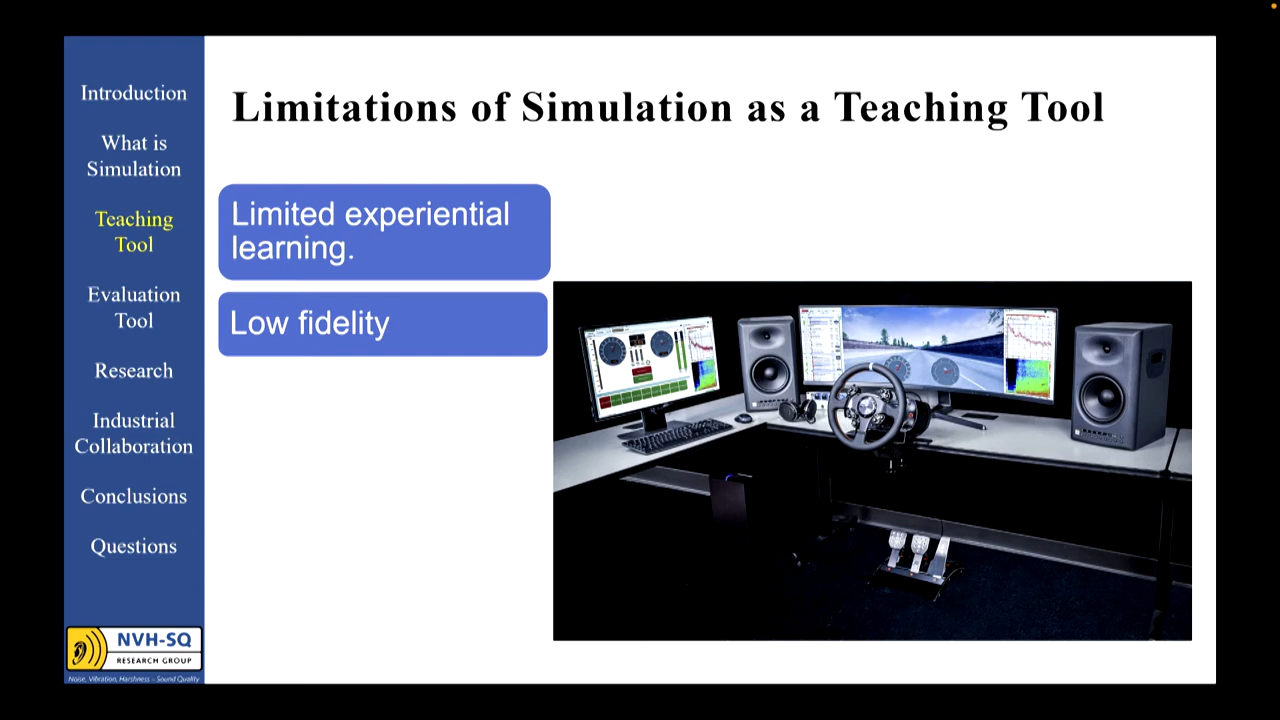 Introduction
What is
Simulation
Teaching
Tool
Evaluation
Tool
Research
Industrial
Collaboration
Conclusions
Questions
NVH-SQ
RESEARCH GROUP
Noise, Vibration, Harshness – Sound Quality
Limitations of Simulation as a Teaching Tool
Limited experiential
learning.
Low fidelity